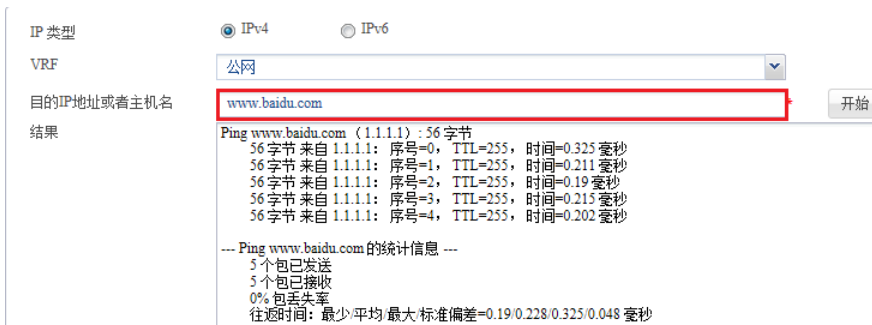 IP 类型 IPv4 IPv6
VRF 公网
目的IP地址或者主机名 www.baidu.com * 开始
结果
Ping www.baidu.com（1.1.1.1）: 56 字节
56 字节 来自 1.1.1.1： 序号=0， TTL=255， 时间=0.325 毫秒
56 字节 来自 1.1.1.1： 序号=1， TTL=255， 时间=0.211 毫秒
56 字节 来自 1.1.1.1： 序号=2， TTL=255， 时间=0.19 毫秒
56 字节 来自 1.1.1.1： 序号=3， TTL=255， 时间=0.215 毫秒
56 字节 来自 1.1.1.1： 序号=4， TTL=255， 时间=0.202 毫秒
--- Ping www.baidu.com 的统计信息 ---
5 个包已发送
5 个包已接收
0% 包丢失率
往返时间：最少/平均/最大/标准偏差=0.19/0.228/0.325/0.048 毫秒